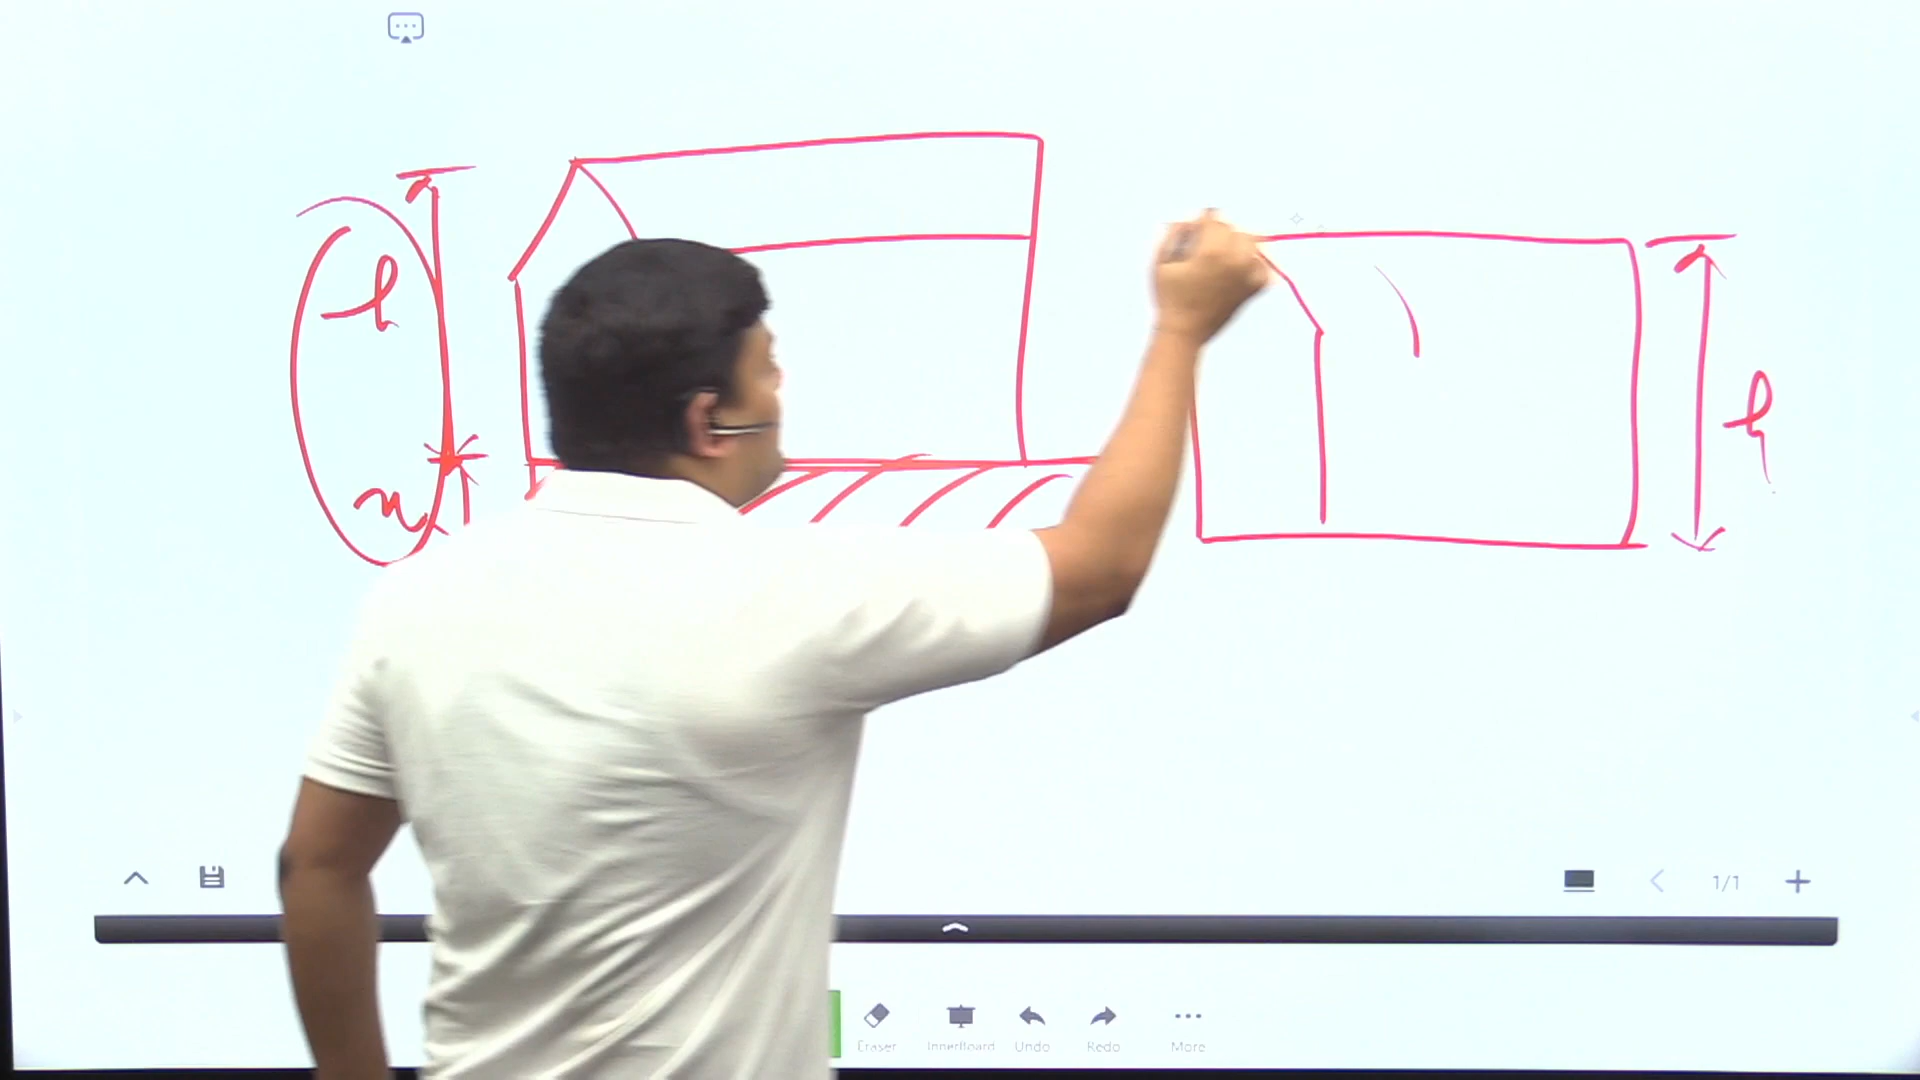 h
x
h
1/1
Eraser
InnerBoard
Undo
Redo
More